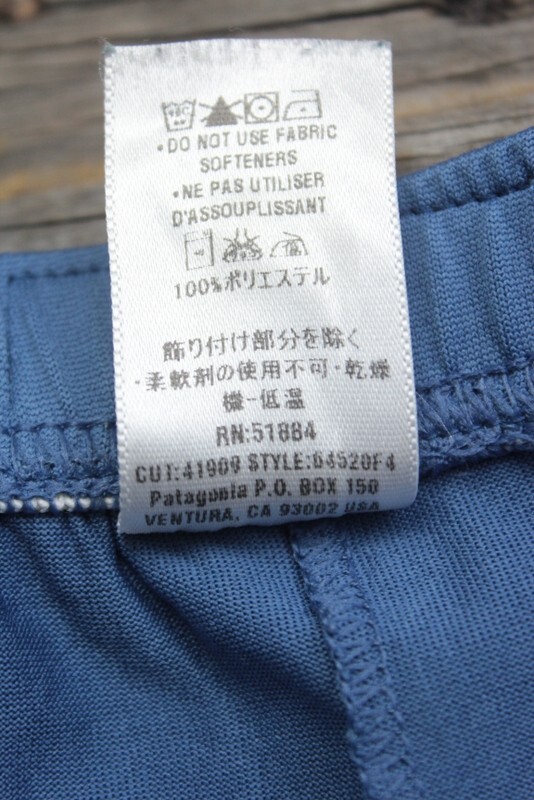 •DO NOT USE FABRIC
SOFTENERS
•NE PAS UTILISER
D'ASSOUPLISSANT
100%ポリエステル
飾り付け部分を除く
・柔軟剤の使用不可・乾燥
機-低温
RN:51884
CUT:41909 STYLE:64520F4
Patagonia P.O. BOX 150
VENTURA, CA 93002 USA